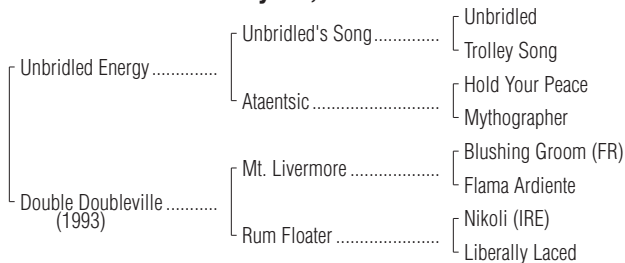 Unbridled
Unbridled's Song..............
Trolley Song
Unbridled Energy..............
Hold Your Peace
Ataentsic...........................
Mythographer
Blushing Groom (FR)
Mt. Livermore ...................
Flama Ardiente
Double Doubleville...........
(1993)
Nikoli (IRE)
Rum Floater ......................
Liberally Laced